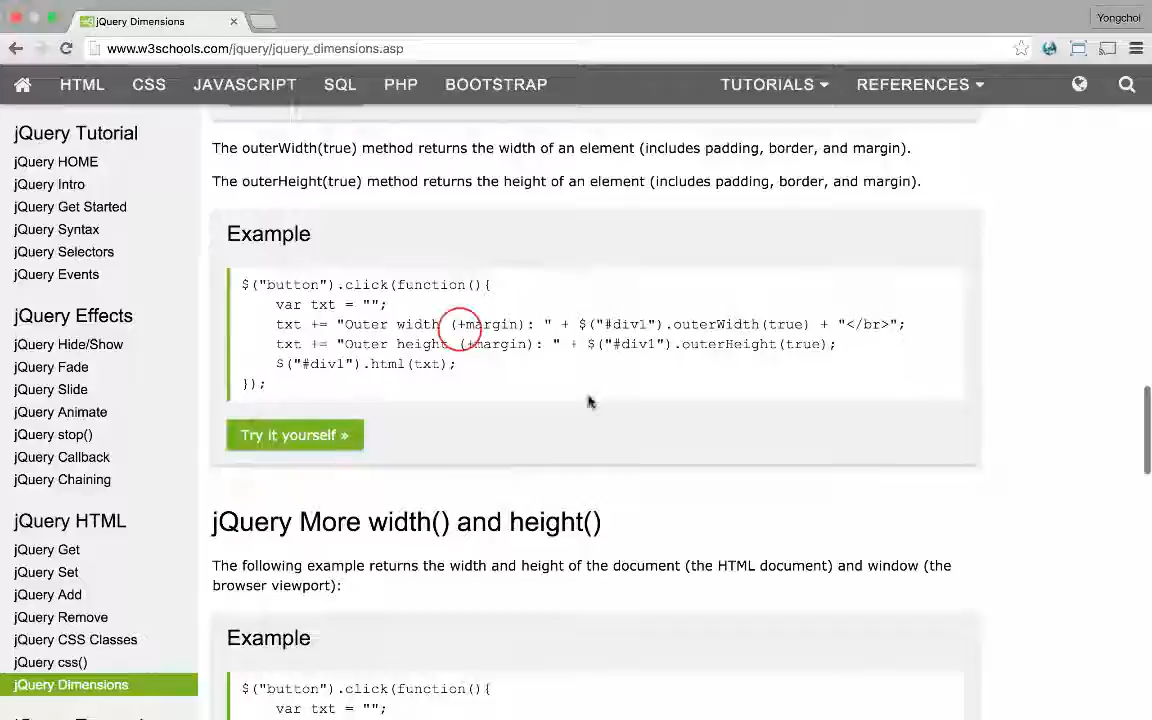 jQuery Dimensions
Yongchol
www.w3schools.com/jquery/jquery_dimensions.asp
HTML CSS JAVASCRIPT SQL PHP BOOTSTRAP TUTORIALS REFERENCES
jQuery Tutorial
jQuery HOME
jQuery Intro
jQuery Get Started
jQuery Syntax
jQuery Selectors
jQuery Events
jQuery Effects
jQuery Hide/Show
jQuery Fade
jQuery Slide
jQuery Animate
jQuery stop()
jQuery Callback
jQuery Chaining
jQuery HTML
jQuery Get
jQuery Set
jQuery Add
jQuery Remove
jQuery CSS Classes
jQuery css()
jQuery Dimensions
The outerWidth(true) method returns the width of an element (includes padding, border, and margin).
The outerHeight(true) method returns the height of an element (includes padding, border, and margin).
Example
$("button").click(function(){
var txt = "";
txt += "Outer width (+margin): " + $("#div1").outerWidth(true) + "</br>";
txt += "Outer height (+margin): " + $("#div1").outerHeight(true);
$("#div1").html(txt);
});
Try it yourself »
jQuery More width() and height()
The following example returns the width and height of the document (the HTML document) and window (the
browser viewport):
Example
$("button").click(function(){
var txt = "";